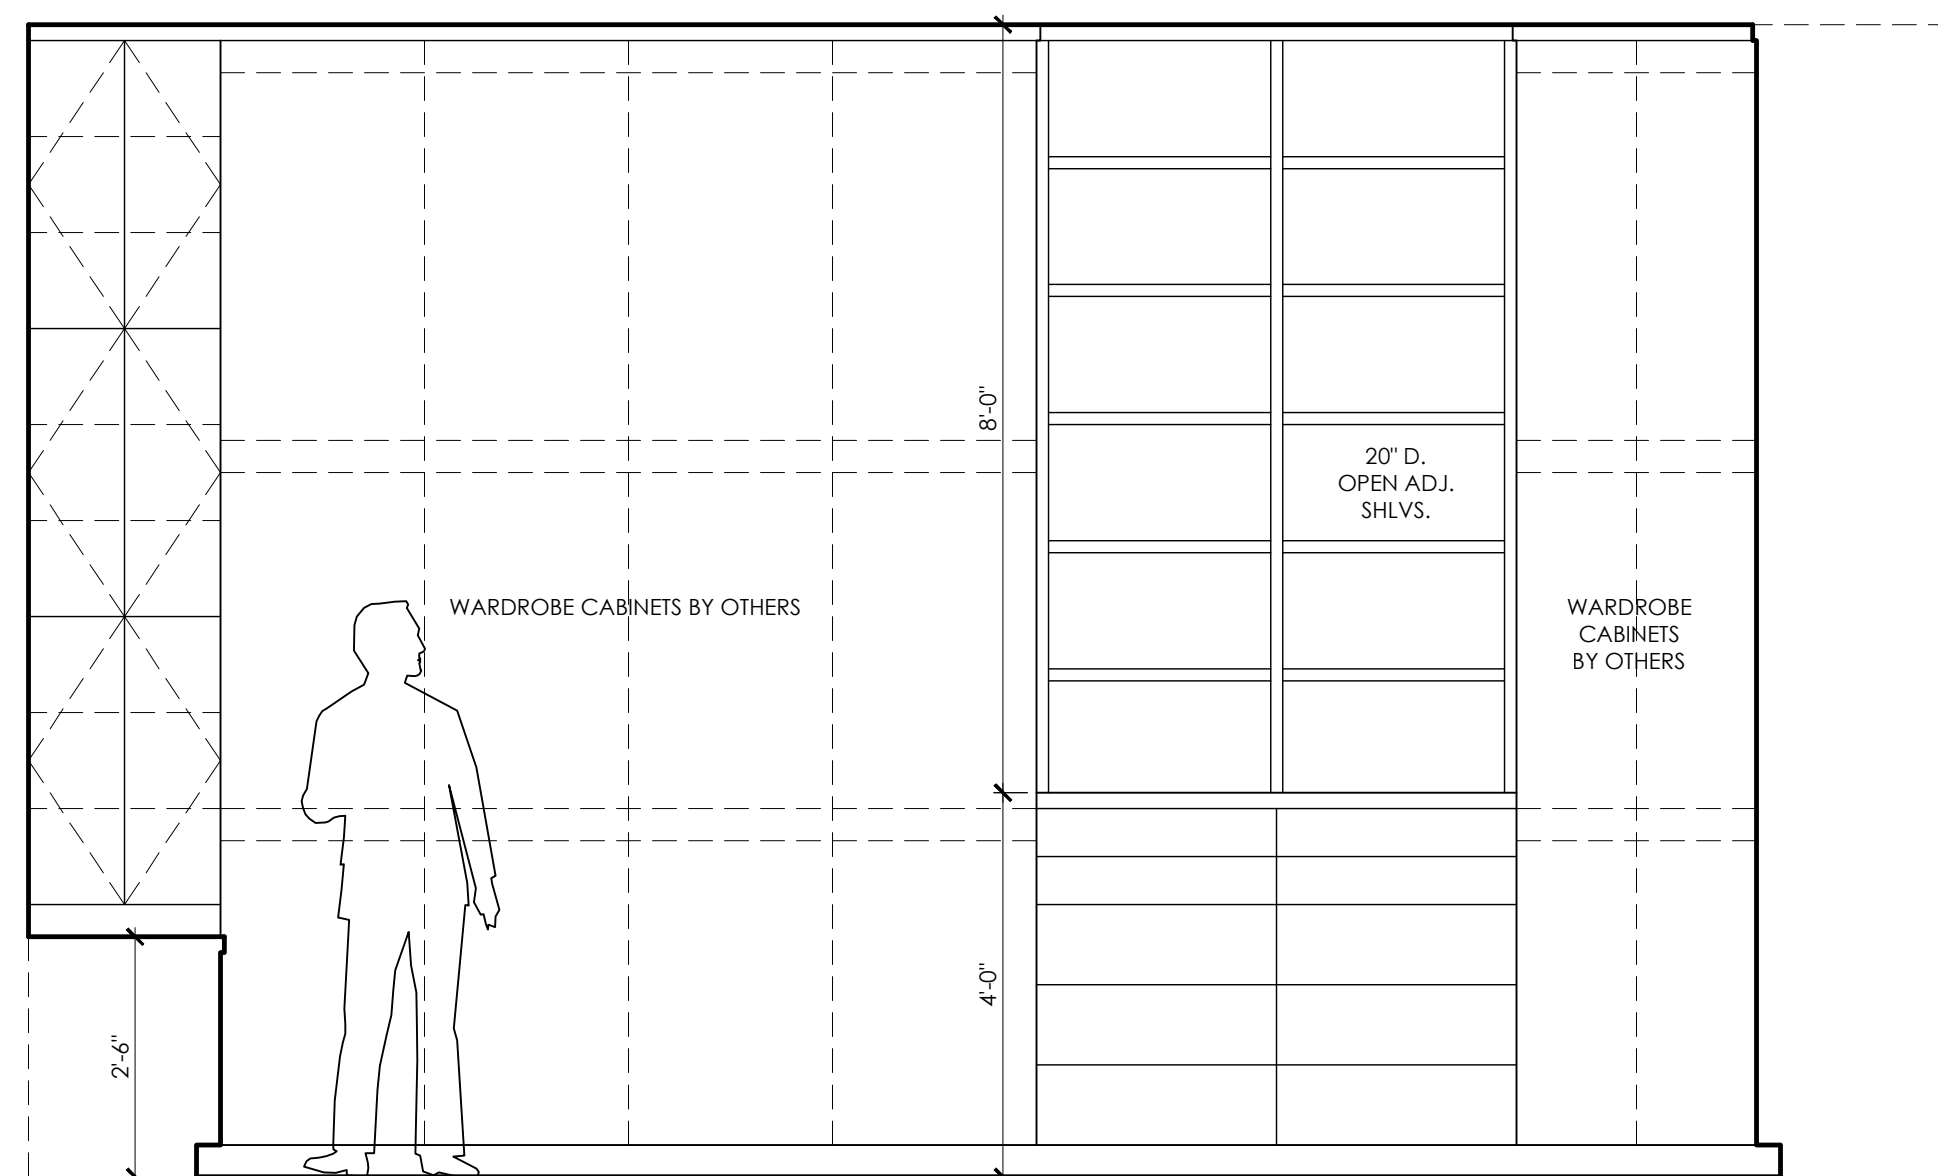 8'-0"
20" D.
OPEN ADJ.
SHLVS.
WARDROBE CABINETS BY OTHERS
WARDROBE
CABINETS
BY OTHERS
4'-0"
2'-6"